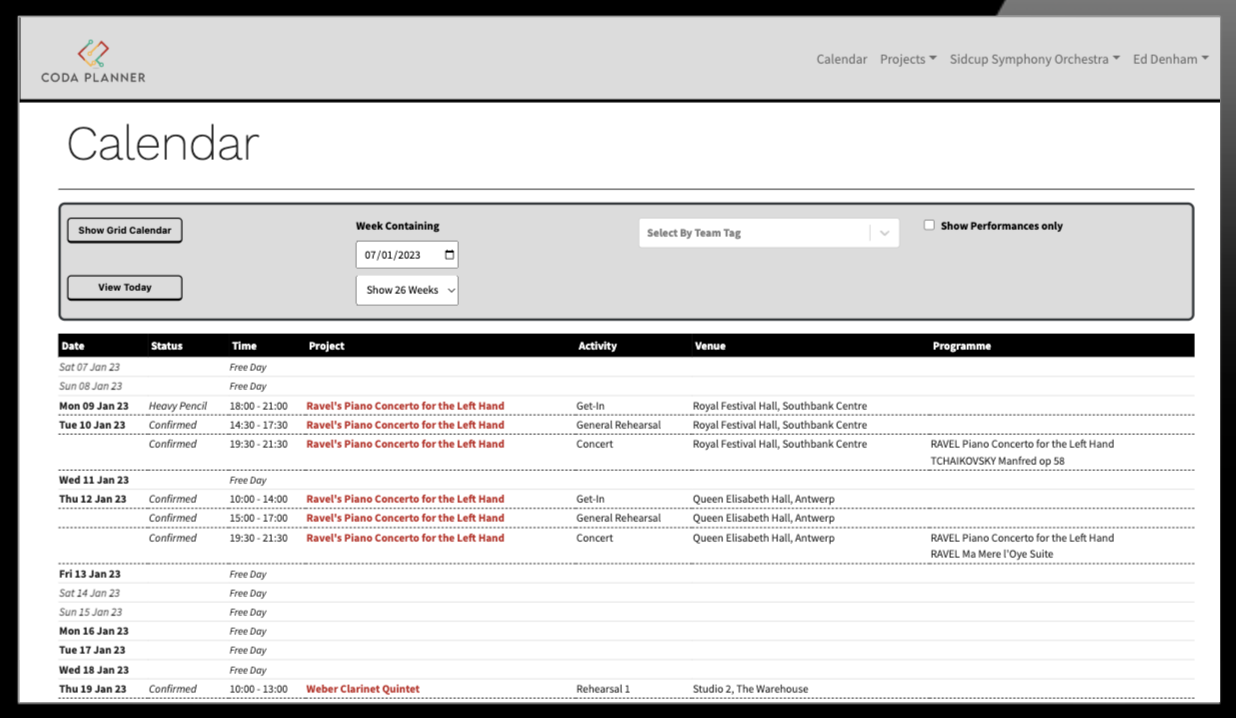 CODA PLANNER
Calendar Projects Sidcup Symphony Orchestra Ed Denham
Calendar
Show Grid Calendar
Week Containing
Select By Team Tag
Show Performances only
07/01/2023
View Today
Show 26 Weeks
Date Status Time Project Activity Venue Programme
Sat 07 Jan 23 Free Day
Sun 08 Jan 23 Free Day
Mon 09 Jan 23 Heavy Pencil 18:00 - 21:00 Ravel's Piano Concerto for the Left Hand Get-In Royal Festival Hall, Southbank Centre
Tue 10 Jan 23 Confirmed 14:30 - 17:30 Ravel's Piano Concerto for the Left Hand General Rehearsal Royal Festival Hall, Southbank Centre
Confirmed 19:30 - 21:30 Ravel's Piano Concerto for the Left Hand Concert Royal Festival Hall, Southbank Centre RAVEL Piano Concerto for the Left Hand
TCHAIKOVSKY Manfred op 58
Wed 11 Jan 23 Free Day
Thu 12 Jan 23 Confirmed 10:00 - 14:00 Ravel's Piano Concerto for the Left Hand Get-In Queen Elisabeth Hall, Antwerp
Confirmed 15:00 - 17:00 Ravel's Piano Concerto for the Left Hand General Rehearsal Queen Elisabeth Hall, Antwerp
Confirmed 19:30 - 21:30 Ravel's Piano Concerto for the Left Hand Concert Queen Elisabeth Hall, Antwerp RAVEL Piano Concerto for the Left Hand
RAVEL Ma Mere l'Oye Suite
Fri 13 Jan 23 Free Day
Sat 14 Jan 23 Free Day
Sun 15 Jan 23 Free Day
Mon 16 Jan 23 Free Day
Tue 17 Jan 23 Free Day
Wed 18 Jan 23 Free Day
Thu 19 Jan 23 Confirmed 10:00 - 13:00 Weber Clarinet Quintet Rehearsal 1 Studio 2, The Warehouse